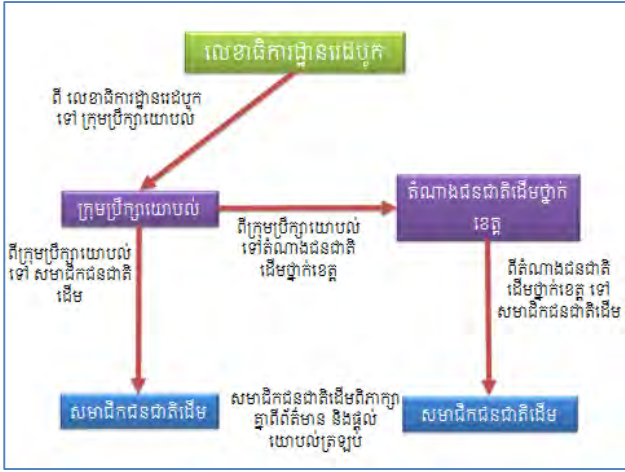 លេខាធិការដ្ឋានរេដបូក
ពី លេខាធិការដ្ឋានរេដបូក
ទៅ ក្រុមប្រឹក្សាយោបល់
ក្រុមប្រឹក្សាយោបល់
តំណាងជនជាតិដើមថ្នាក់
ខេត្ត
ពីក្រុមប្រឹក្សាយោបល់
ទៅ សមាជិកជនជាតិ
ដើម
ពីក្រុមប្រឹក្សាយោបល់
ទៅតំណាងជនជាតិ
ដើមថ្នាក់ខេត្ត
ពីតំណាងជនជាតិ
ដើមថ្នាក់ខេត្ត ទៅ
សមាជិកជនជាតិដើម
សមាជិកជនជាតិដើម
សមាជិកជនជាតិដើមពិភាក្សា
គ្នាពីព័ត៌មាន និងផ្តល់
យោបល់ត្រឡប់
សមាជិកជនជាតិដើម